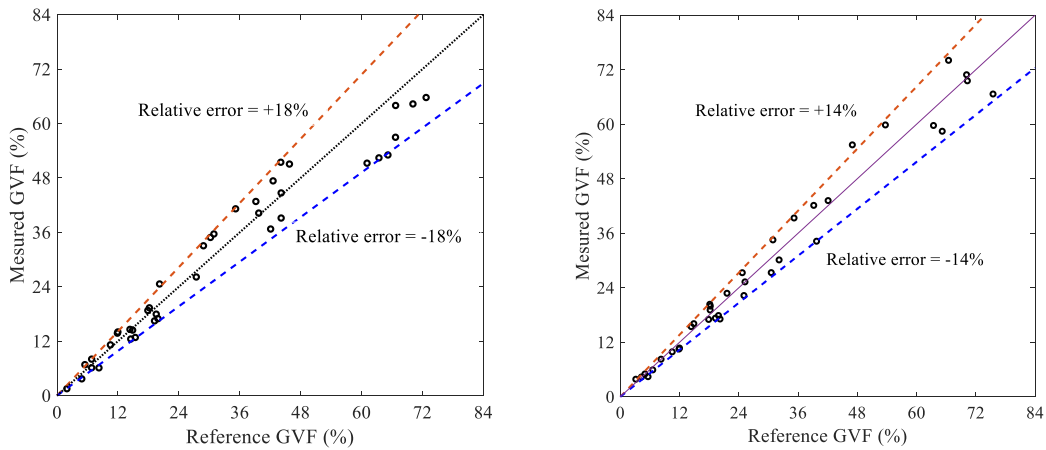 84
72
60
48
36
24
12
0
Mesured GVF (%)
Relative error = +18%
Relative error = -18%
0 12 24 36 48 60 72 84
Reference GVF (%)
84
72
60
48
36
24
12
0
Mesured GVF (%)
Relative error = +14%
Relative error = -14%
0 12 24 36 48 60 72 84
Reference GVF (%)